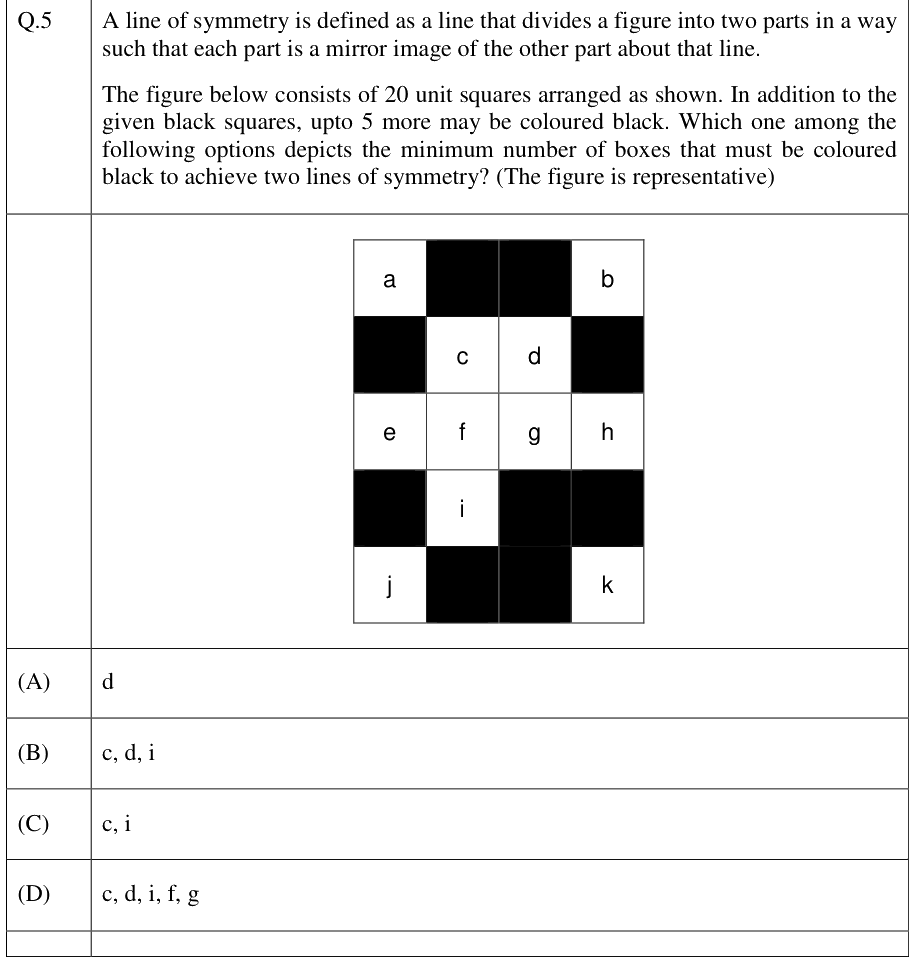 Q.5
A line of symmetry is defined as a line that divides a figure into two parts in a way
such that each part is a mirror image of the other part about that line.
The figure below consists of 20 unit squares arranged as shown. In addition to the
given black squares, upto 5 more may be coloured black. Which one among the
following options depicts the minimum number of boxes that must be coloured
black to achieve two lines of symmetry? (The figure is representative)
a b
c d
e f g h
i
j k
(A) d
(B) c, d, i
(C) c, i
(D) c, d, i, f, g